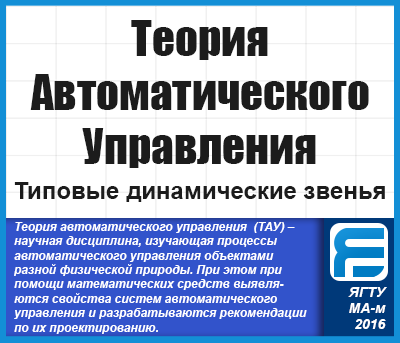 Теория
Автоматического
Управления
Типовые динамические звенья
Теория автоматического управления (ТАУ) –
научная дисциплина, изучающая процессы
автоматического управления объектами
разной физической природы. При этом при
помощи математических средств выявля-
ются свойства систем автоматического
управления и разрабатываются рекомендации
по их проектированию.
ЯГТУ
МА-м
2016